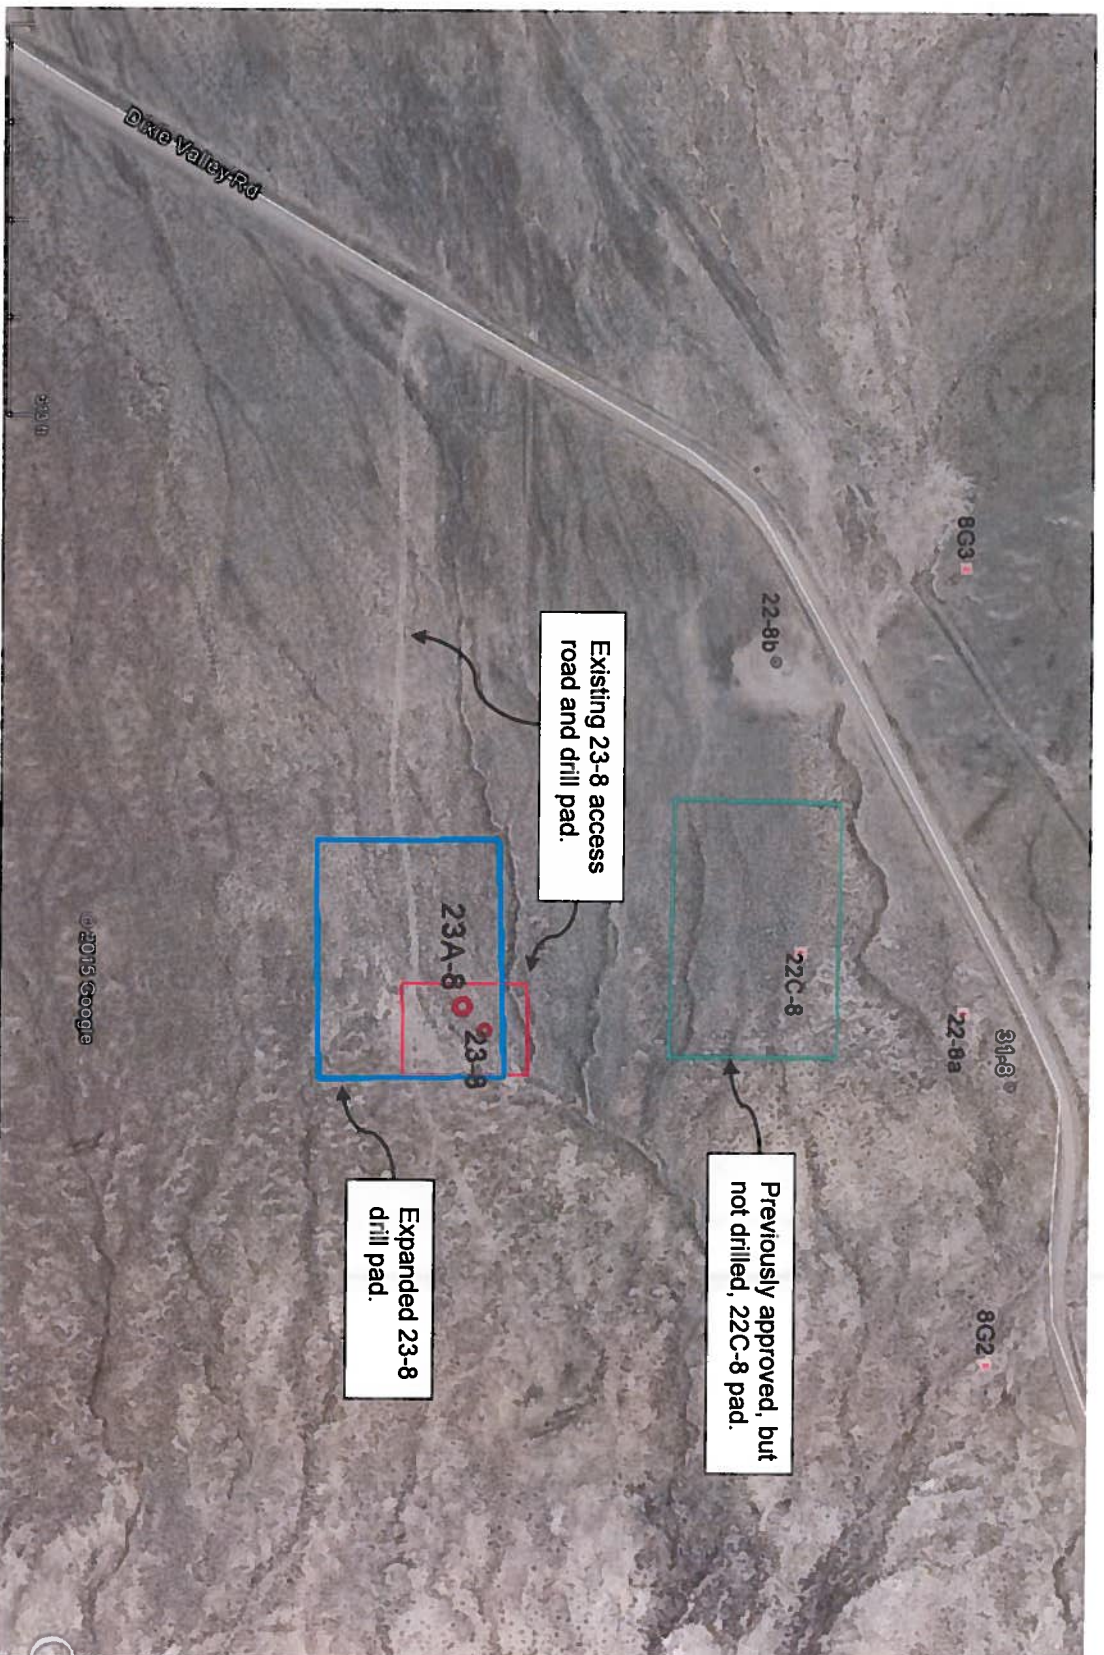 8G3
22-8b
31-8
22-8a
8G2
22C-8
Previously approved, but
not drilled, 22C-8 pad.
Existing 23-8 access
road and drill pad.
23A-8
23-8
Expanded 23-8
drill pad.
Dixie Valley Rd
© 2015 Google